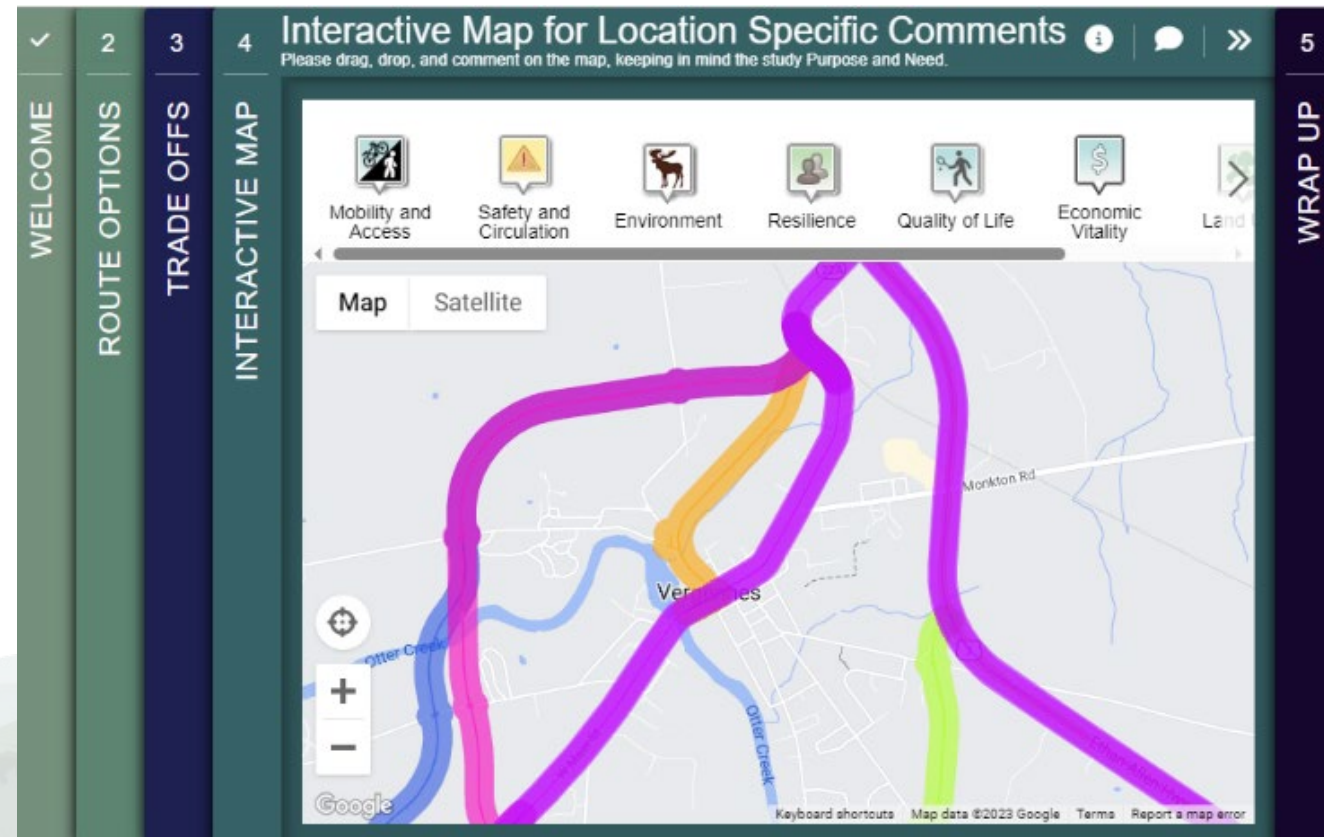 WELCOME
2
ROUTE OPTIONS
3
TRADE OFFS
4
INTERACTIVE MAP
Interactive Map for Location Specific Comments
Please drag, drop, and comment on the map, keeping in mind the study Purpose and Need.
5
WRAP UP
Mobility and
Access
Safety and
Circulation
Environment
Resilience
Quality of Life
Economic
Vitality
Land
Map
Satellite
Monkton Rd
Otter Creek
Otter Creek
Google
Keyboard shortcuts
Map data ©2023 Google
Terms
Report a map error